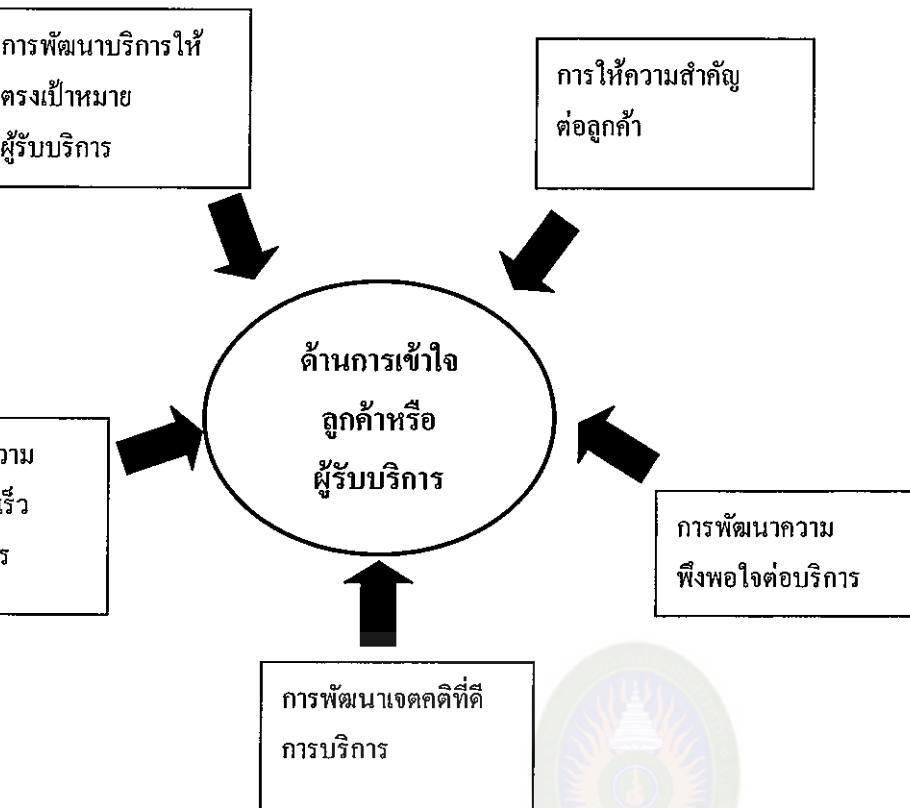 การพัฒนาบริการให้
ตรงเป้าหมาย
ผู้รับบริการ
การให้ความสำคัญ
ต่อลูกค้า
ด้านการเข้าใจ
ลูกค้าหรือ
ผู้รับบริการ
การพัฒนาความ
พึงพอใจต่อบริการ
การพัฒนาเจตคติที่ดี
การบริการ